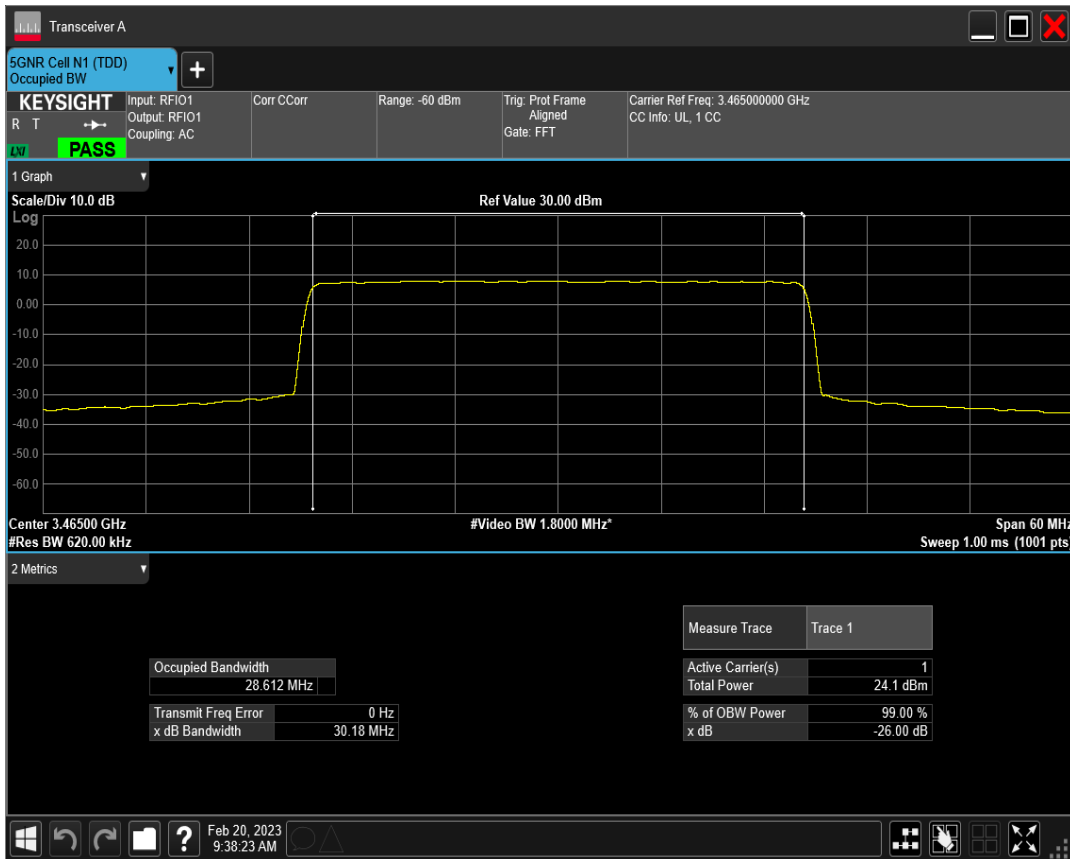 Transceiver A
5GNR Cell N1 (TDD)
Occupied BW
+
KEYSIGHT
R T
LXI
PASS
Input: RFIO1
Output: RFIO1
Coupling: AC
Corr CCorr
Range: -60 dBm
Trig: Prot Frame
Aligned
Gate: FFT
Carrier Ref Freq: 3.465000000 GHz
CC Info: UL, 1 CC
1 Graph
Scale/Div 10.0 dB
Ref Value 30.00 dBm
Log
20.0
10.0
0.00
-10.0
-20.0
-30.0
-40.0
-50.0
-60.0
Center 3.46500 GHz
#Video BW 1.8000 MHz*
Span 60 MHz
#Res BW 620.00 kHz
Sweep 1.00 ms (1001 pts)
2 Metrics
Measure Trace Trace 1
Occupied Bandwidth
28.612 MHz
Active Carrier(s) 1
Total Power 24.1 dBm
Transmit Freq Error 0 Hz
x dB Bandwidth 30.18 MHz
% of OBW Power 99.00 %
x dB -26.00 dB
?
Feb 20, 2023
9:38:23 AM